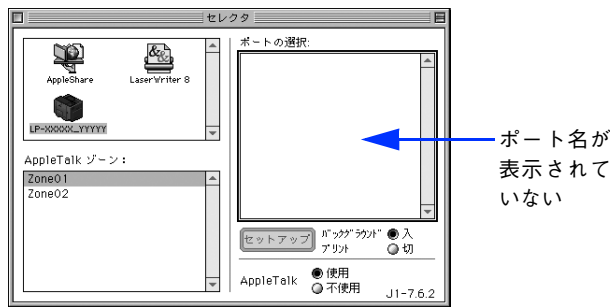 セレクタ
AppleShare
LaserWriter 8
LP-XXXXX_YYYYY
AppleTalk ゾーン：
Zone01
Zone02
ポートの選択:
セットアップ
ﾊﾞｯｸｸﾞﾗｳﾝﾄﾞ
ﾌﾟﾘﾝﾄ
入
切
AppleTalk
使用
不使用
J1-7.6.2
ポート名が
表示されて
いない